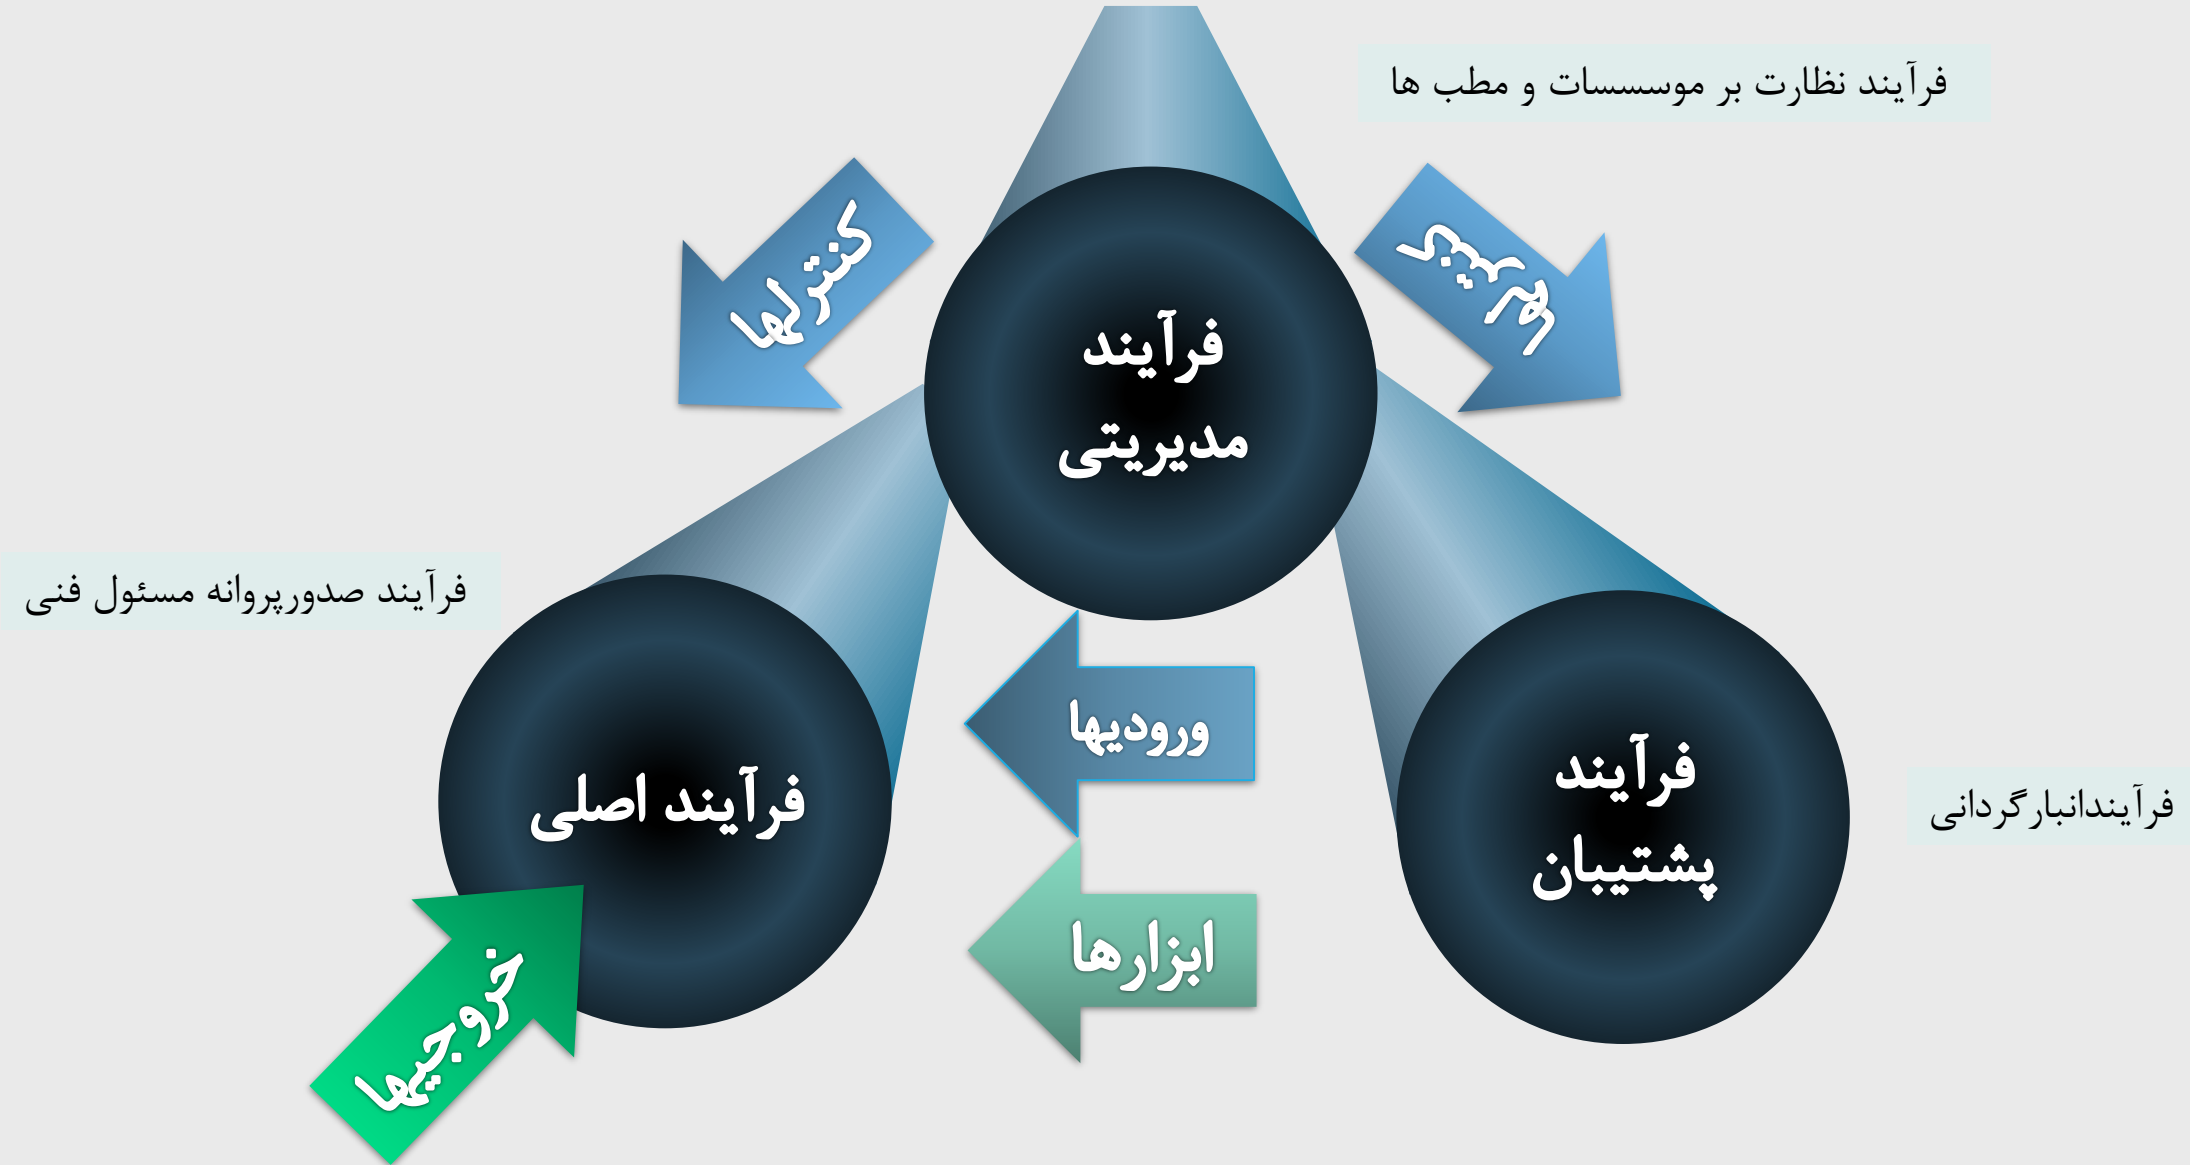 فرآیند نظارت بر موسسسات و مطب ها
کنترلها
کنترلها
فرآیند
مدیریتی
فرآیند صدورپروانه مسئول فنی
ورودیها
فرآیند
پشتیبان
فرآیندانبارگردانی
فرآیند اصلی
ابزارها
خروجیها